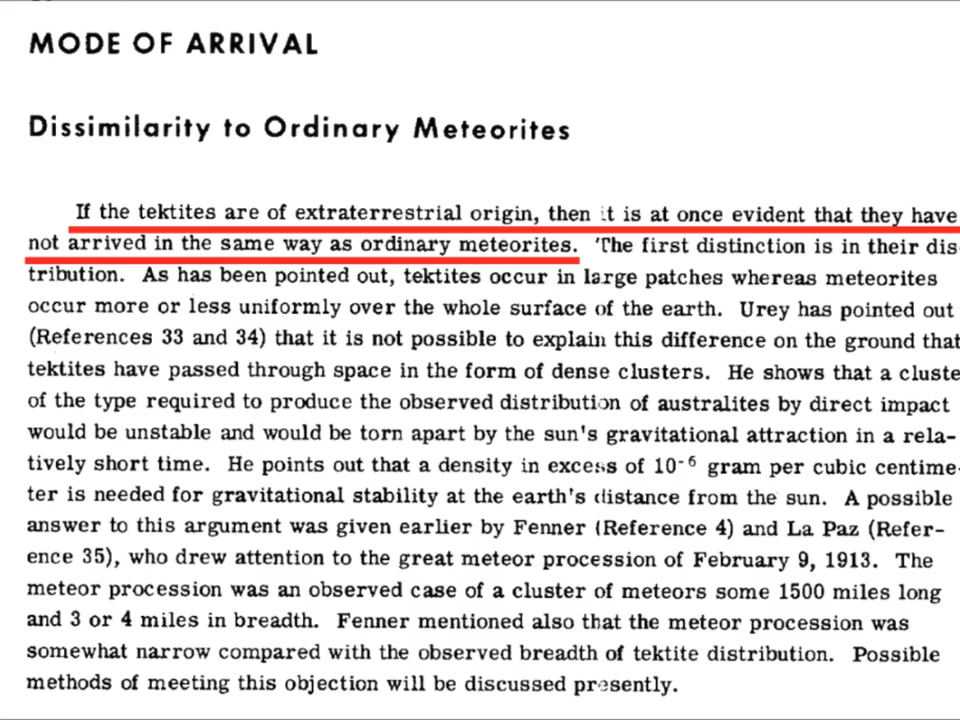 MODE OF ARRIVAL
Dissimilarity to Ordinary Meteorites
If the tektites are of extraterrestrial origin, then it is at once evident that they have
not arrived in the same way as ordinary meteorites. The first distinction is in their dis-
tribution. As has been pointed out, tektites occur in large patches whereas meteorites
occur more or less uniformly over the whole surface of the earth. Urey has pointed out
(References 33 and 34) that it is not possible to explain this difference on the ground that
tektites have passed through space in the form of dense clusters. He shows that a cluste
of the type required to produce the observed distribution of australites by direct impact
would be unstable and would be torn apart by the sun's gravitational attraction in a rela-
tively short time. He points out that a density in excess of 10⁻⁶ gram per cubic centime-
ter is needed for gravitational stability at the earth's distance from the sun. A possible
answer to this argument was given earlier by Fenner (Reference 4) and La Paz (Refer-
ence 35), who drew attention to the great meteor procession of February 9, 1913. The
meteor procession was an observed case of a cluster of meteors some 1500 miles long
and 3 or 4 miles in breadth. Fenner mentioned also that the meteor procession was
somewhat narrow compared with the observed breadth of tektite distribution. Possible
methods of meeting this objection will be discussed presently.